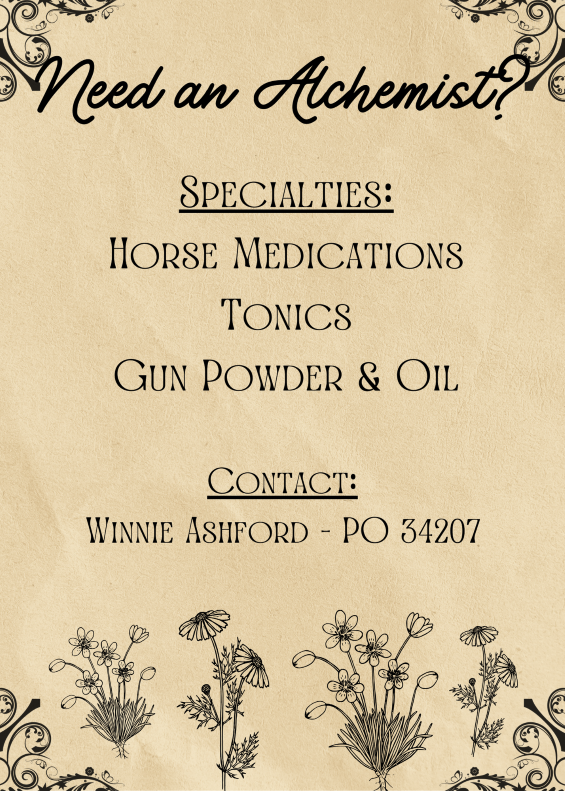 Need an Alchemist?
Specialties:
Horse Medications
Tonics
Gun Powder & Oil
Contact:
Winnie Ashford - PO 34207